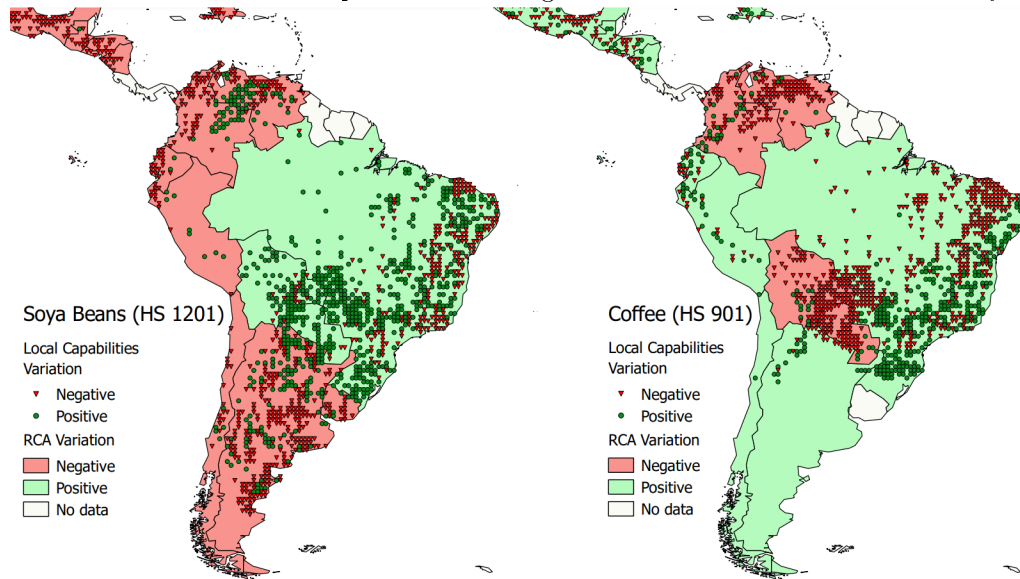 Soya Beans (HS 1201)
Local Capabilities
Variation
Negative
Positive
RCA Variation
Negative
Positive
No data
Coffee (HS 901)
Local Capabilities
Variation
Negative
Positive
RCA Variation
Negative
Positive
No data